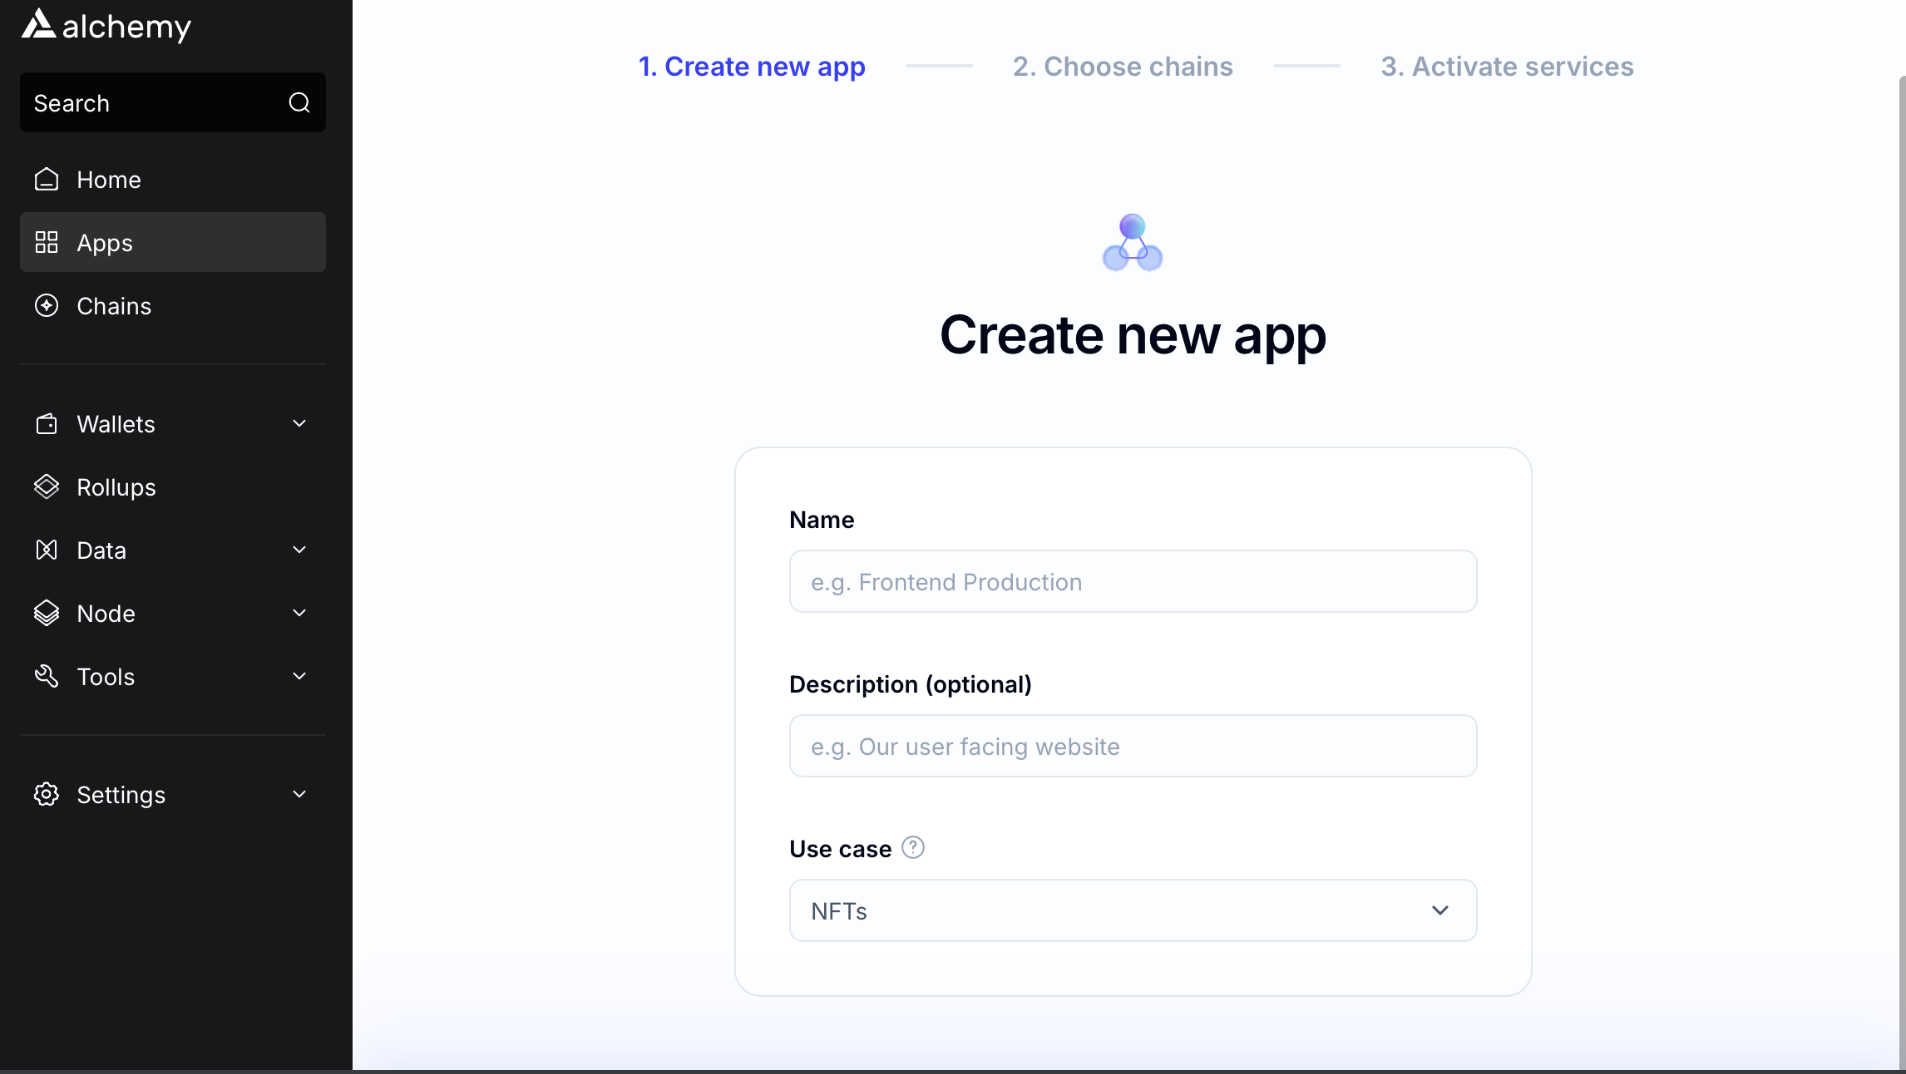 alchemy
Search
Home
Apps
Chains
Wallets
Rollups
Data
Node
Tools
Settings
1. Create new app
2. Choose chains
3. Activate services
Create new app
Name
e.g. Frontend Production
Description (optional)
e.g. Our user facing website
Use case ?
NFTs